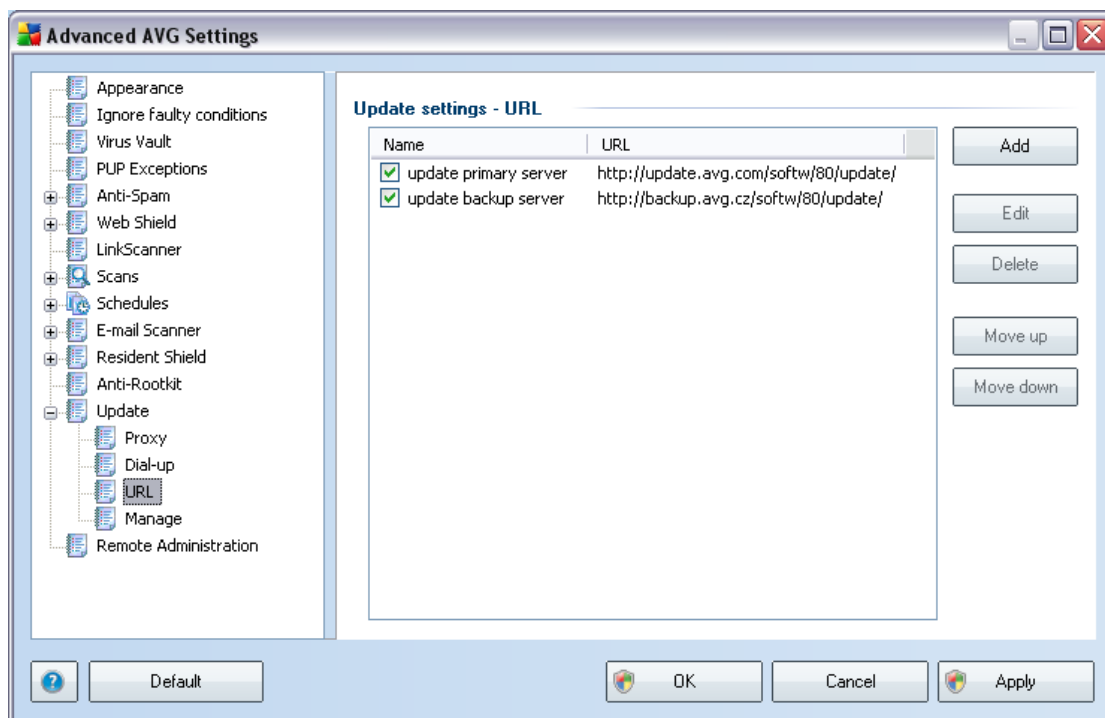 Advanced AVG Settings
Appearance
Ignore faulty conditions
Virus Vault
PUP Exceptions
Anti-Spam
Web Shield
LinkScanner
Scans
Schedules
E-mail Scanner
Resident Shield
Anti-Rootkit
Update
Proxy
Dial-up
URL
Manage
Remote Administration
Update settings - URL
Name URL
update primary server http://update.avg.com/softw/80/update/
update backup server http://backup.avg.cz/softw/80/update/
Add
Edit
Delete
Move up
Move down
Default
OK
Cancel
Apply